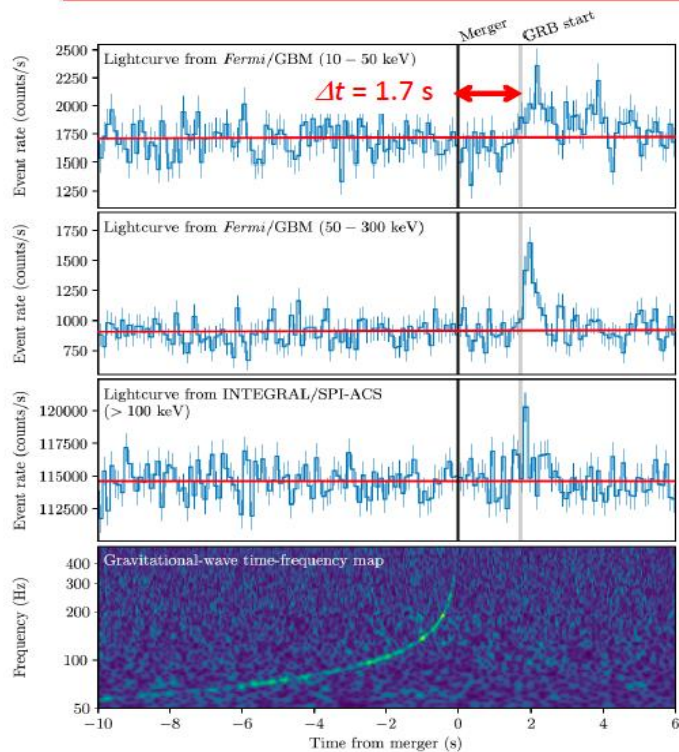 Merger
GRB start
Lightcurve from Fermi/GBM (10 − 50 keV)
Δt = 1.7 s
Event rate (counts/s)
2500
2250
2000
1750
1500
1250
Lightcurve from Fermi/GBM (50 − 300 keV)
Event rate (counts/s)
1750
1500
1250
1000
750
Lightcurve from INTEGRAL/SPI-ACS
(> 100 keV)
Event rate (counts/s)
120000
117500
115000
112500
Gravitational-wave time-frequency map
Frequency (Hz)
400
300
200
100
50
−10 −8 −6 −4 −2 0 2 4 6
Time from merger (s)